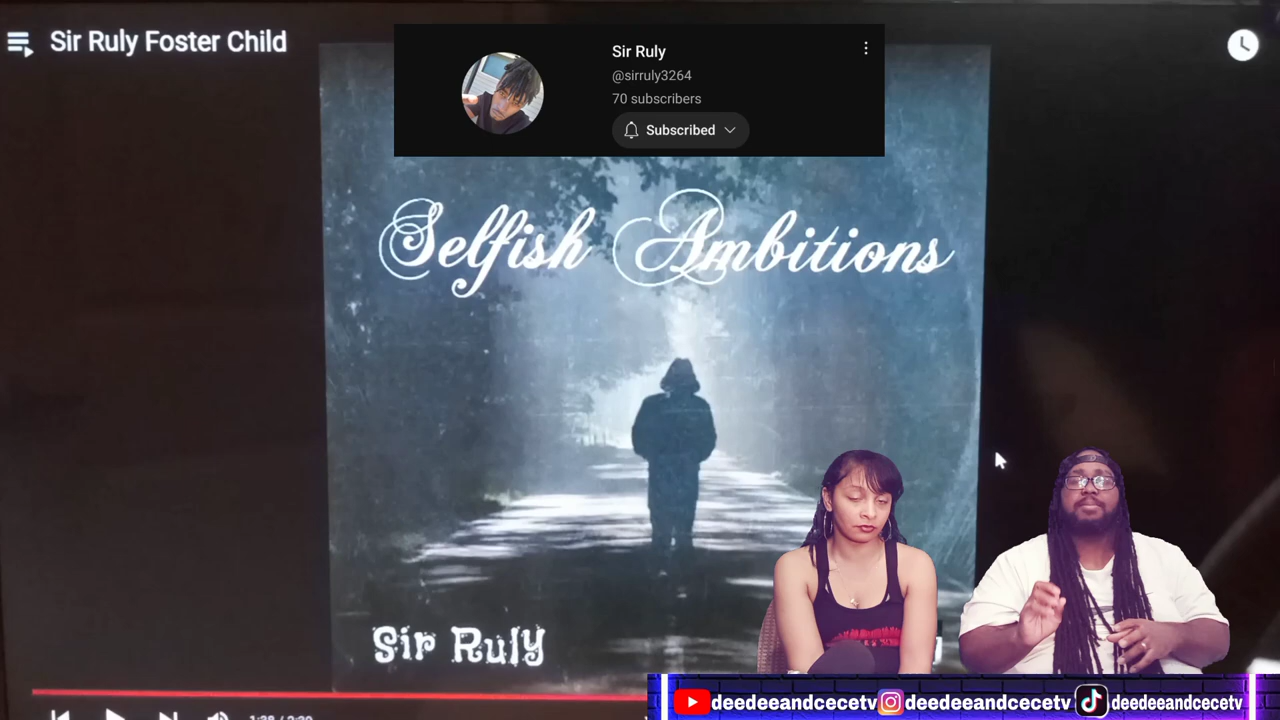 Sir Ruly Foster Child
Sir Ruly
@sirruly3264
70 subscribers
Subscribed
Selfish Ambitions
Sir Ruly
deedeeandcecetv deedeeandcecetv deedeeandcecetv